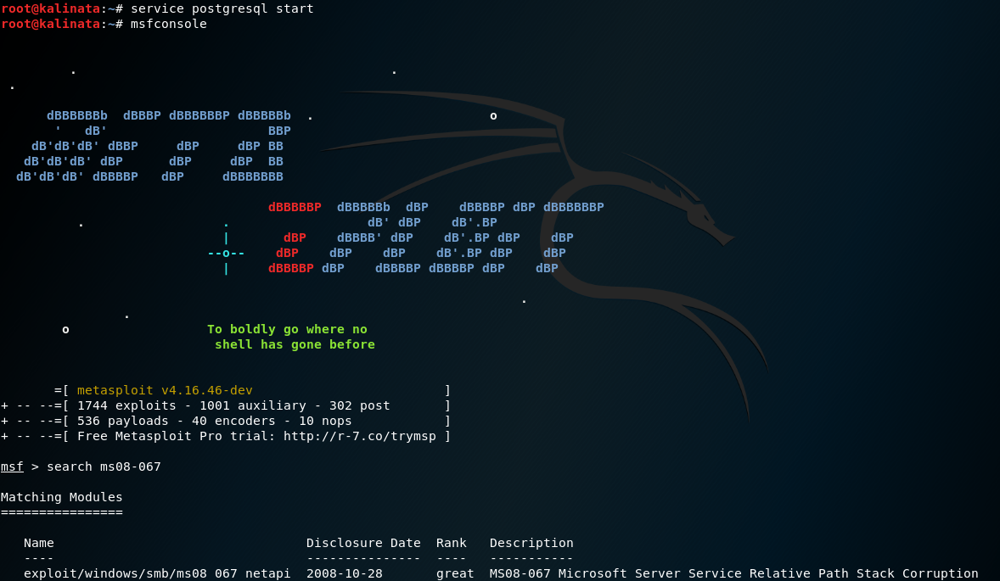 root@kalinata:~# service postgresql start
root@kalinata:~# msfconsole
.                                          .
.
dBBBBBBb  dBBBP dBBBBBBP dBBBBBb  .                       o
'   dB'                     BBP
dB'dB'dB' dBBP     dBP     dBP BB
dB'dB'dB' dBP      dBP     dBP  BB
dB'dB'dB' dBBBBP   dBP     dBBBBBBB
dBBBBBP  dBBBBBb  dBP    dBBBBP dBP dBBBBBBP
.                  .                  dB' dBP    dB'.BP
|       dBP    dBBBB' dBP    dB'.BP dBP    dBP
--o--    dBP    dBP    dBP    dB'.BP dBP    dBP
|     dBBBBP dBP    dBBBBP dBBBBP dBP    dBP
.
.
o                  To boldly go where no
shell has gone before
=[ metasploit v4.16.46-dev                         ]
+ -- --=[ 1744 exploits - 1001 auxiliary - 302 post       ]
+ -- --=[ 536 payloads - 40 encoders - 10 nops            ]
+ -- --=[ Free Metasploit Pro trial: http://r-7.co/trymsp ]
msf > search ms08-067
Matching Modules
================
Name                                 Disclosure Date  Rank   Description
----                                 ---------------  ----   -----------
exploit/windows/smb/ms08_067_netapi  2008-10-28       great  MS08-067 Microsoft Server Service Relative Path Stack Corruption